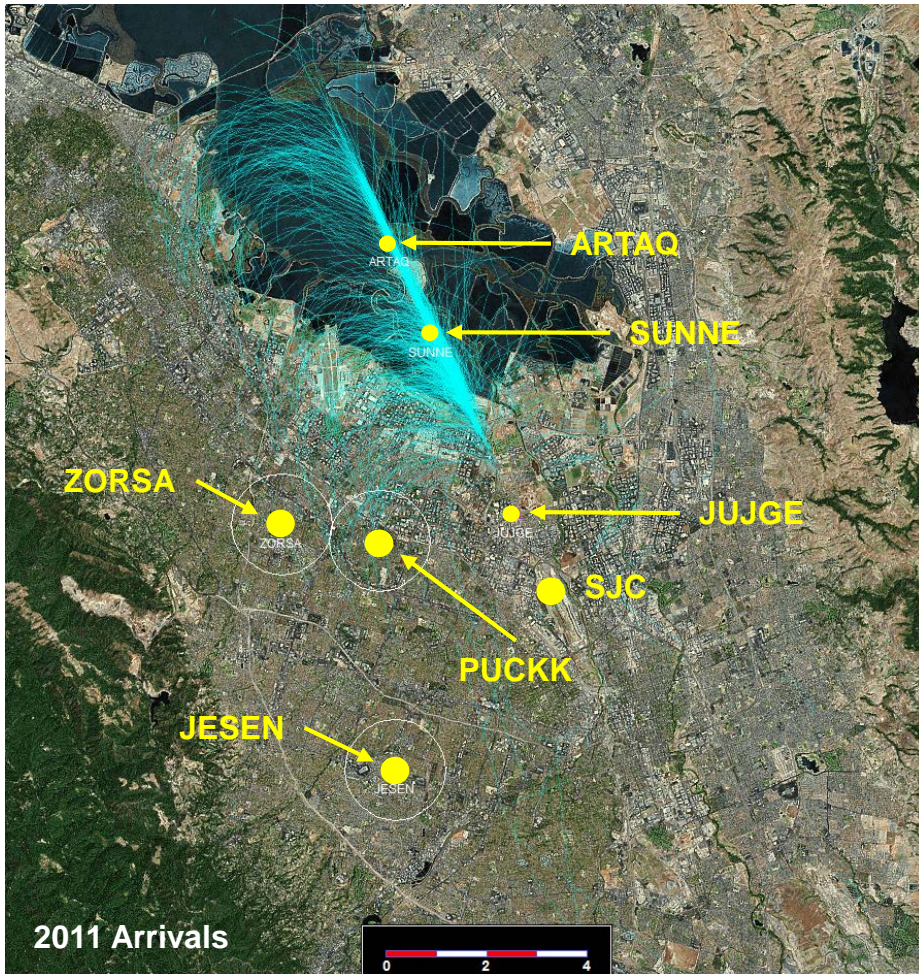 ARTAQ
ARTAQ
SUNNE
SUNNE
ZORSA
ZORSA
JUJGE
JUJGE
SJC
PUCKK
JESEN
JESEN
2011 Arrivals
0 2 4